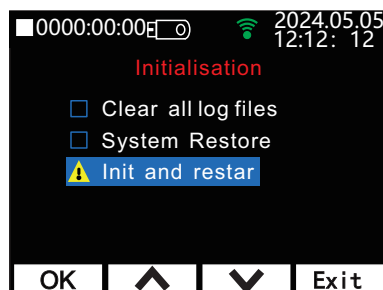 0000:00:00 2024.05.05
12:12: 12
Initialisation
Clear all log files
System Restore
Init and restar
OK Exit